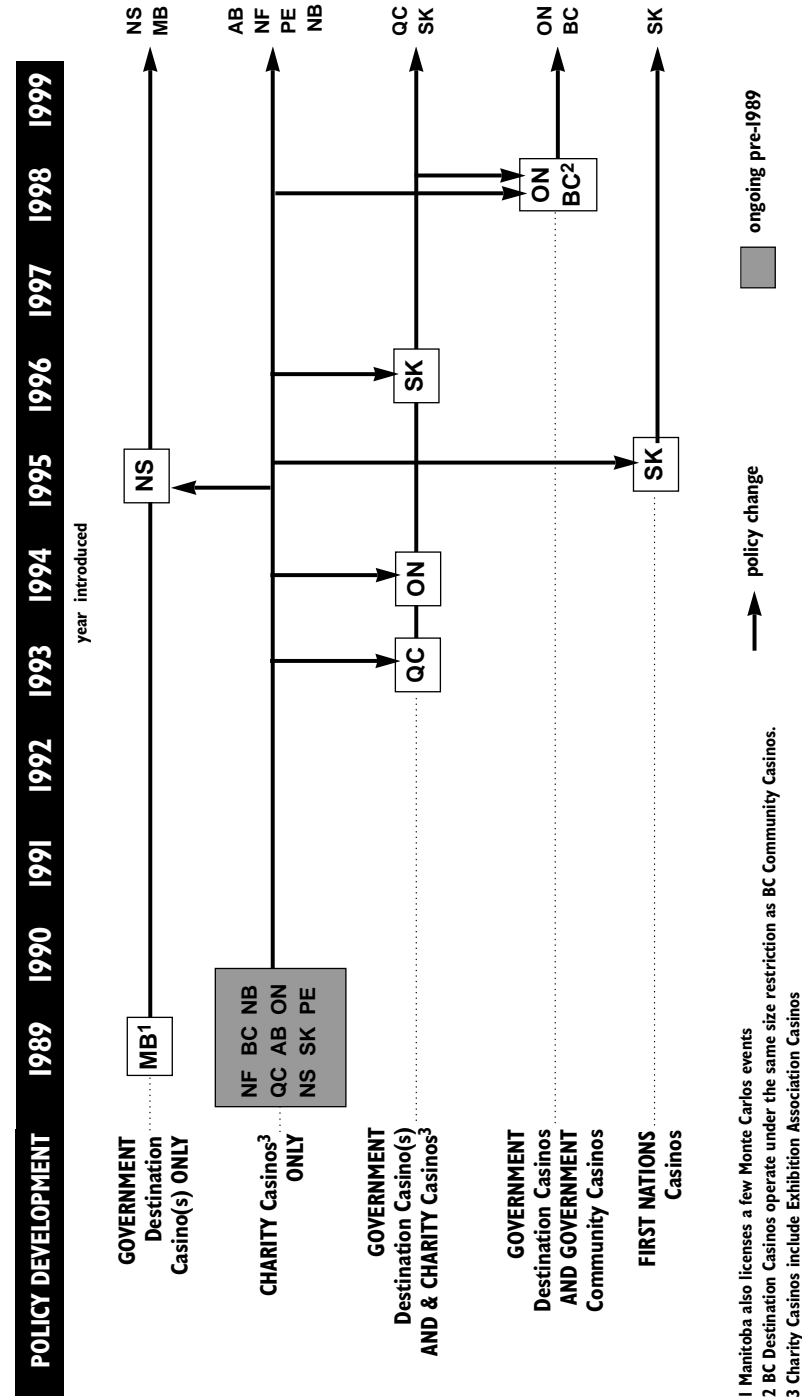 POLICY DEVELOPMENT 1989 1990 1991 1992 1993 1994 1995 1996 1997 1998 1999
year introduced
GOVERNMENT
Destination
Casino(s) ONLY
MB1
NS
NS
MB
CHARITY Casinos3
ONLY
NF BC NB
QC AB ON
NS SK PE
AB
NF
PE
NB
GOVERNMENT
Destination Casino(s)
AND & CHARITY Casinos3
QC
ON
SK
QC
SK
GOVERNMENT
Destination Casinos
AND GOVERNMENT
Community Casinos
ON
BC2
ON
BC
FIRST NATIONS
Casinos
SK
SK
policy change
ongoing pre-1989
1 Manitoba also licenses a few Monte Carlos events
2 BC Destination Casinos operate under the same size restriction as BC Community Casinos.
3 Charity Casinos include Exhibition Association Casinos